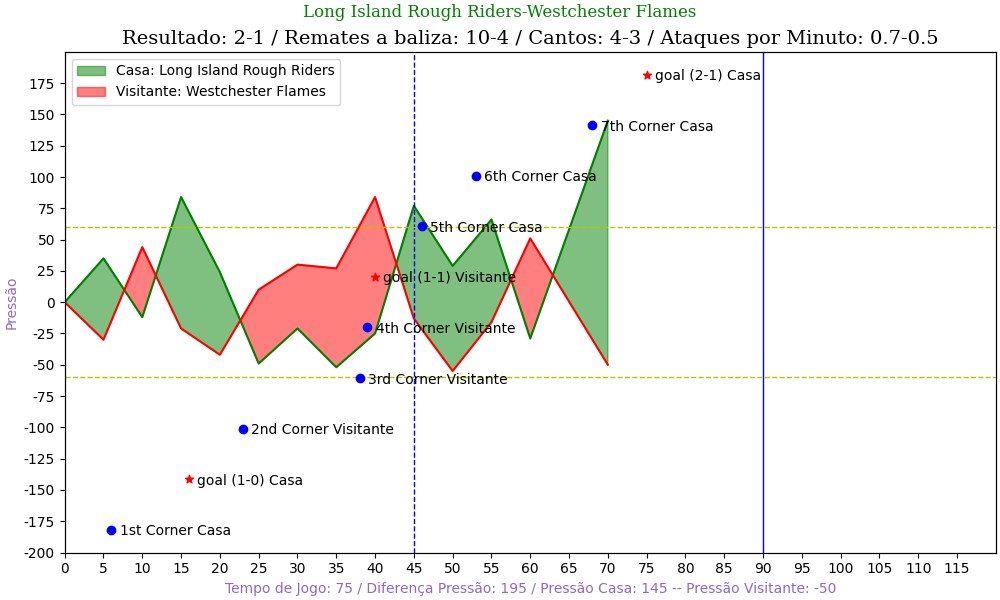 Long Island Rough Riders-Westchester Flames
Resultado: 2-1 / Remates a baliza: 10-4 / Cantos: 4-3 / Ataques por Minuto: 0.7-0.5
Casa: Long Island Rough Riders
Visitante: Westchester Flames
goal (2-1) Casa
7th Corner Casa
6th Corner Casa
5th Corner Casa
goal (1-1) Visitante
4th Corner Visitante
3rd Corner Visitante
2nd Corner Visitante
goal (1-0) Casa
1st Corner Casa
Pressão
175
150
125
100
75
50
25
0
-25
-50
-75
-100
-125
-150
-175
-200
0 5 10 15 20 25 30 35 40 45 50 55 60 65 70 75 80 85 90 95 100 105 110 115
Tempo de Jogo: 75 / Diferença Pressão: 195 / Pressão Casa: 145 -- Pressão Visitante: -50